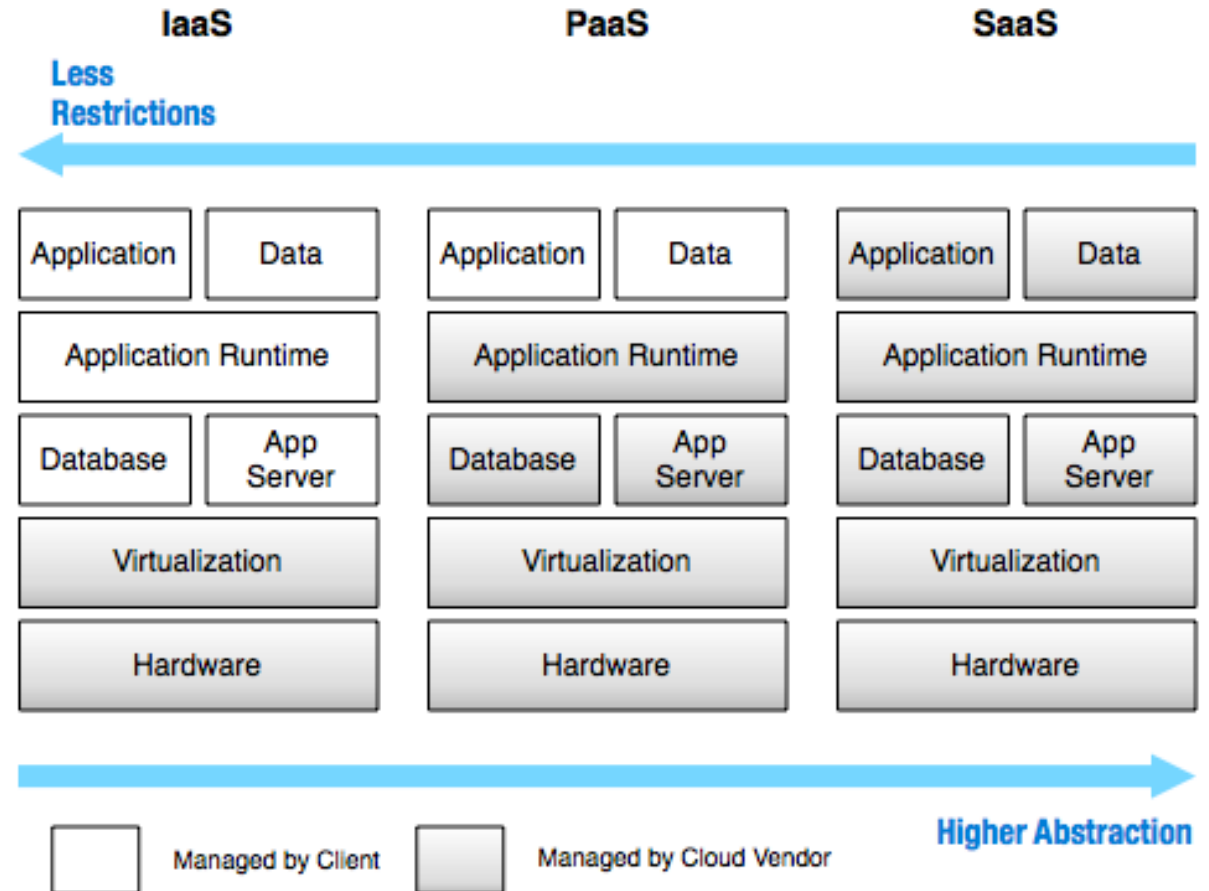 IaaS PaaS SaaS
Less
Restrictions
Application Data Application Data Application Data
Application Runtime Application Runtime Application Runtime
Database App Server Database App Server Database App Server
Virtualization Virtualization Virtualization
Hardware Hardware Hardware
Higher Abstraction
Managed by Client Managed by Cloud Vendor